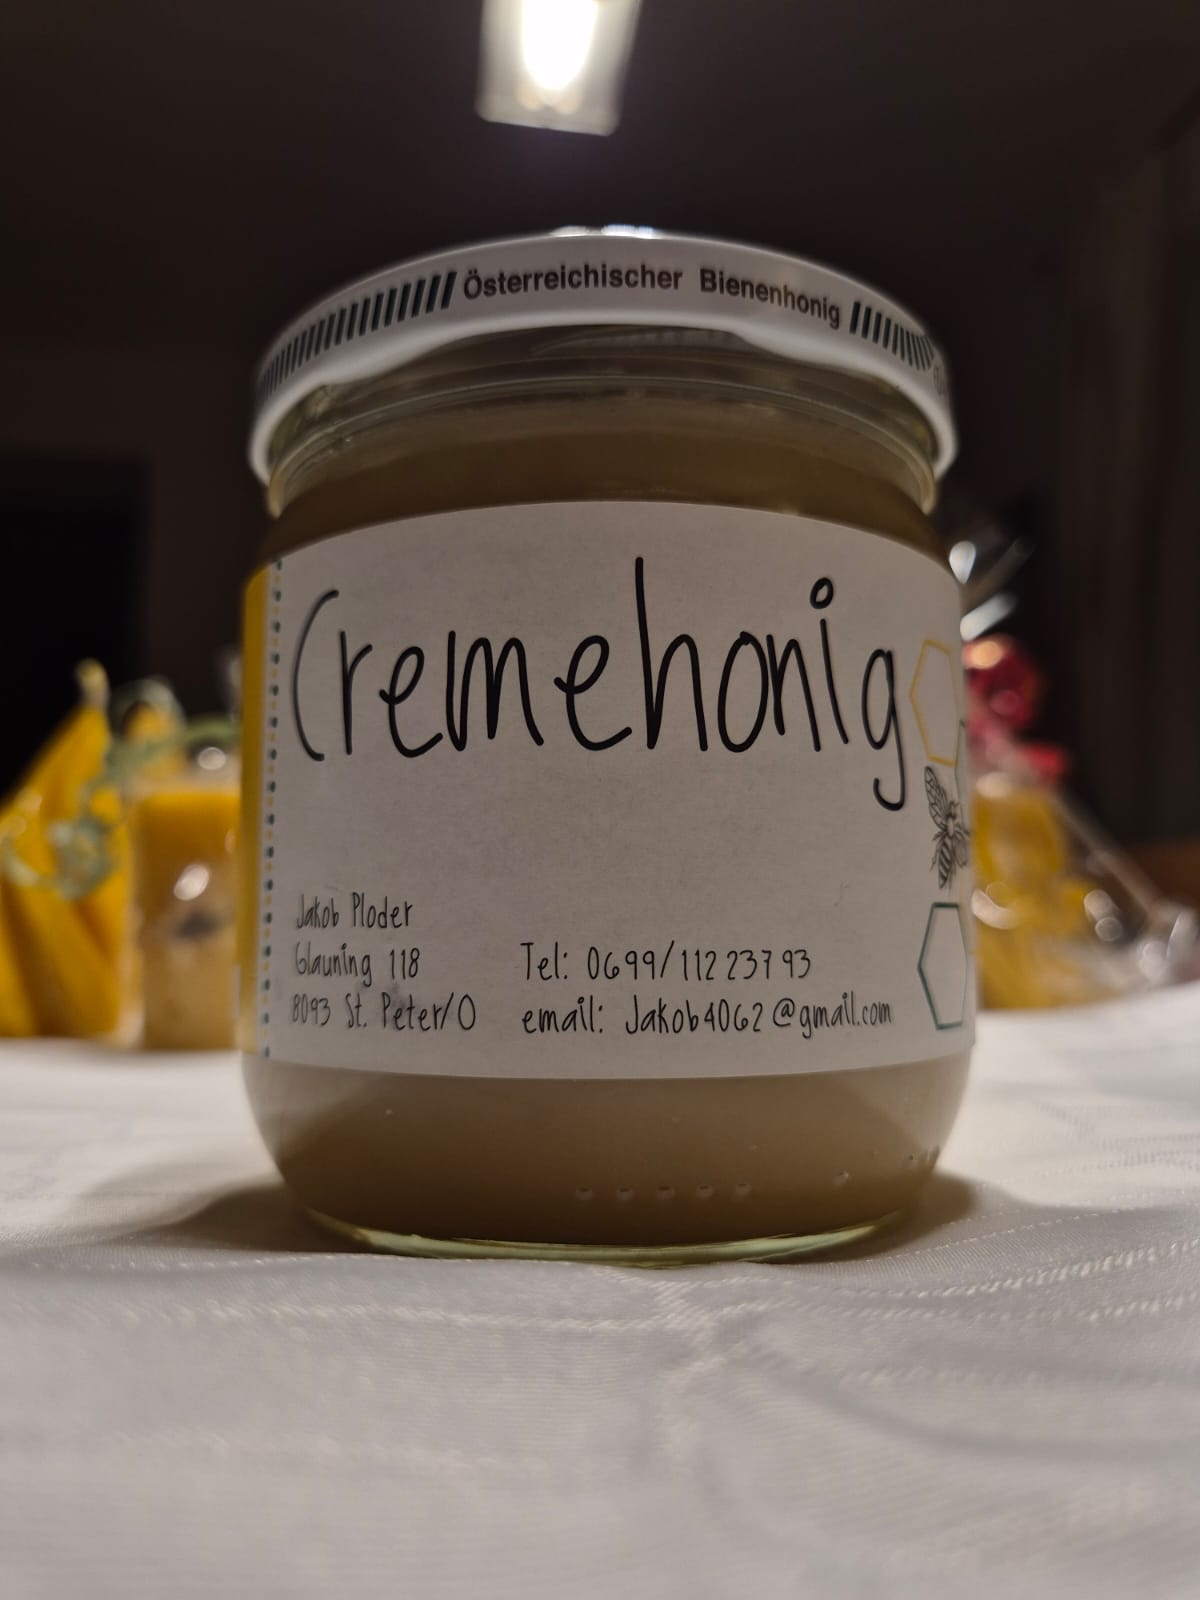 Österreichischer Bienenhonig
Cremehonig
Jakob Ploder
Glauning 118
8093 St. Peter/O
Tel: 0699/112 237 93
email: Jakob4062@gmail.com